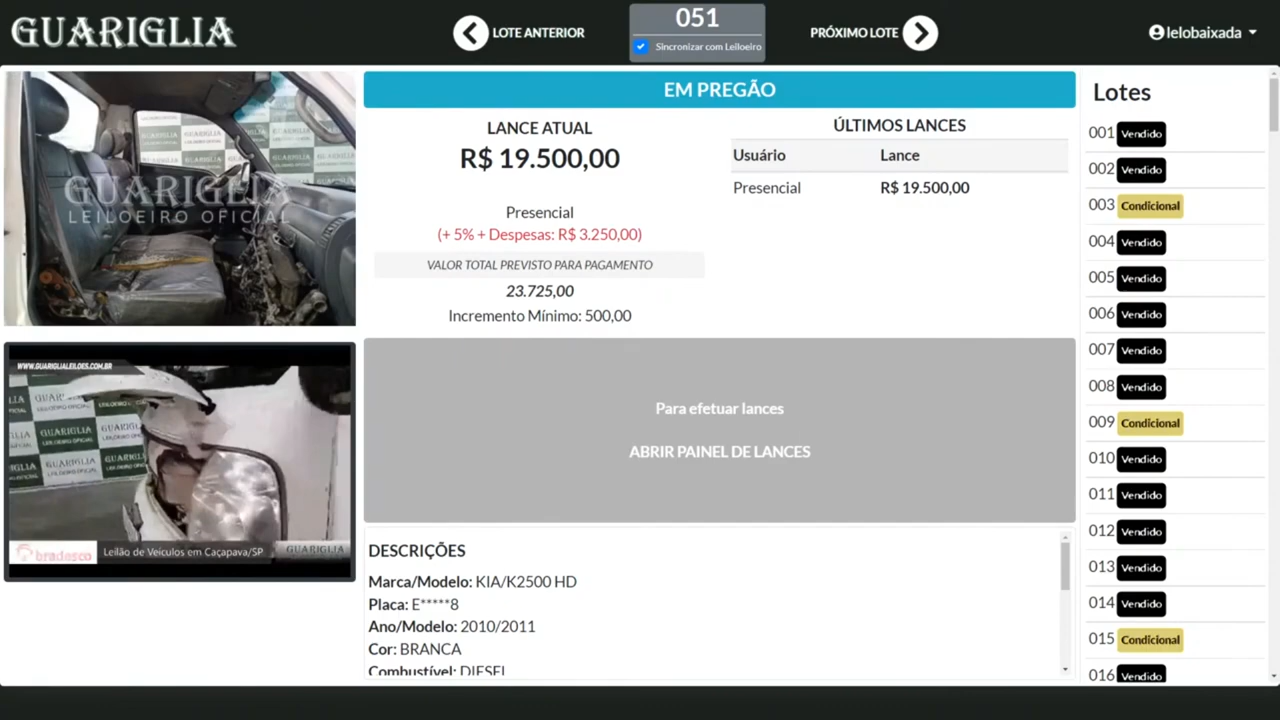 GUARIGLIA
LOTE ANTERIOR
051
Sincronizar com Leiloeiro
PRÓXIMO LOTE
lelobaixada
GUARIGLIA
LEILOEIRO OFICIAL
WWW.GUARIGLIALEILOES.COM.BR
bradesco
Leilão de Veículos em Caçapava/SP
GUARIGLIA
EM PREGÃO
LANCE ATUAL
R$ 19.500,00
Presencial
(+ 5% + Despesas: R$ 3.250,00)
VALOR TOTAL PREVISTO PARA PAGAMENTO
23.725,00
Incremento Mínimo: 500,00
ÚLTIMOS LANCES
Usuário Lance
Presencial R$ 19.500,00
Para efetuar lances
ABRIR PAINEL DE LANCES
DESCRIÇÕES
Marca/Modelo: KIA/K2500 HD
Placa: E*****8
Ano/Modelo: 2010/2011
Cor: BRANCA
Combustível: DIESEL
Lotes
001 Vendido
002 Vendido
003 Condicional
004 Vendido
005 Vendido
006 Vendido
007 Vendido
008 Vendido
009 Condicional
010 Vendido
011 Vendido
012 Vendido
013 Vendido
014 Vendido
015 Condicional
016 Vendido